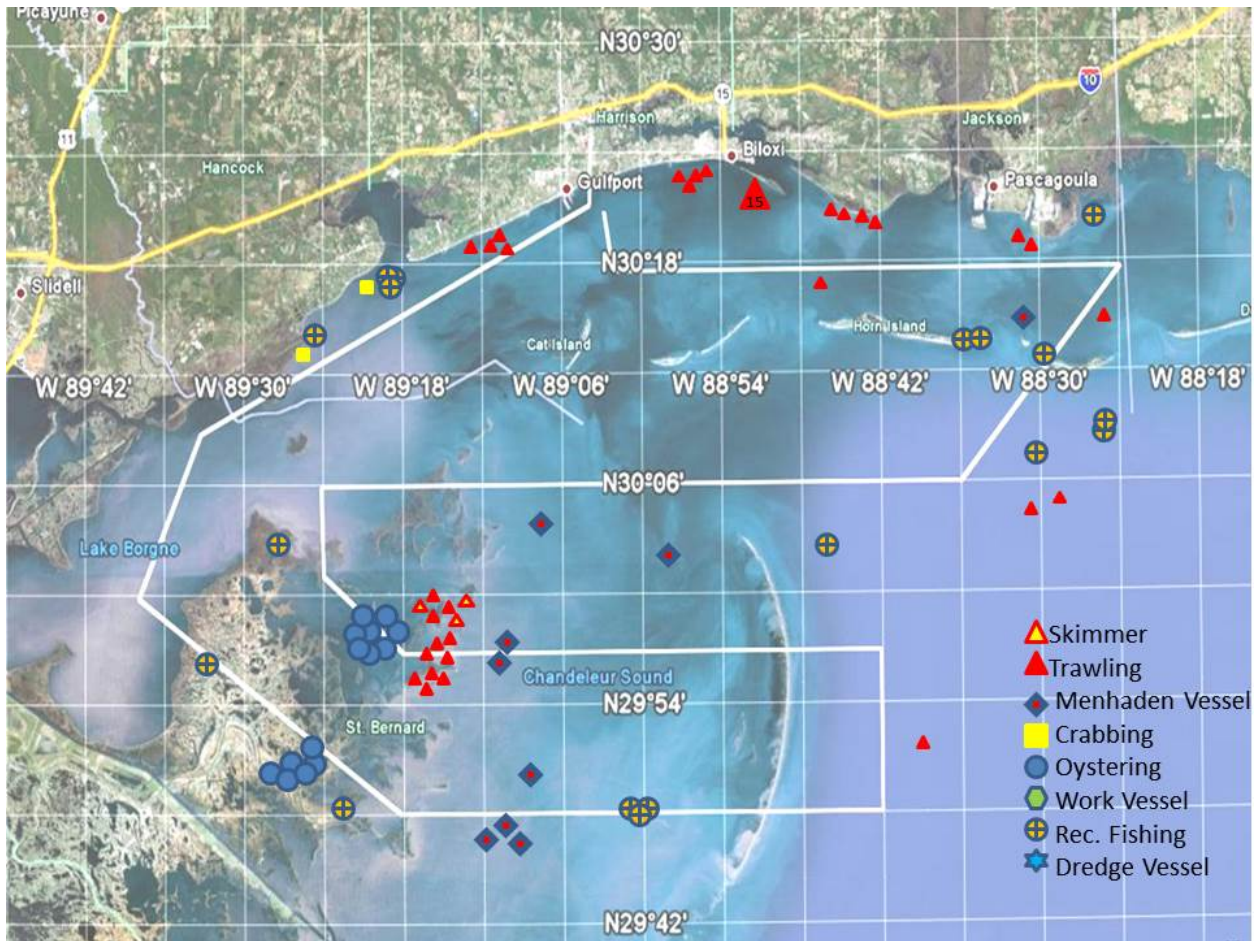 Picayune
N30°30'
10
15
11
Harrison
Jackson
Hancock
Biloxi
Gulfport
Pascagoula
15
N30°18'
Slidell
Horn Island
Cat Island
W 89°42'
W 89°30'
W 89°18'
W 89°06'
W 88°54'
W 88°42'
W 88°30'
W 88°18'
N30°06'
Lake Borgne
Skimmer
Trawling
Chandeleur Sound
Menhaden Vessel
N29°54'
St. Bernard
Crabbing
Oystering
Work Vessel
Rec. Fishing
Dredge Vessel
N29°42'